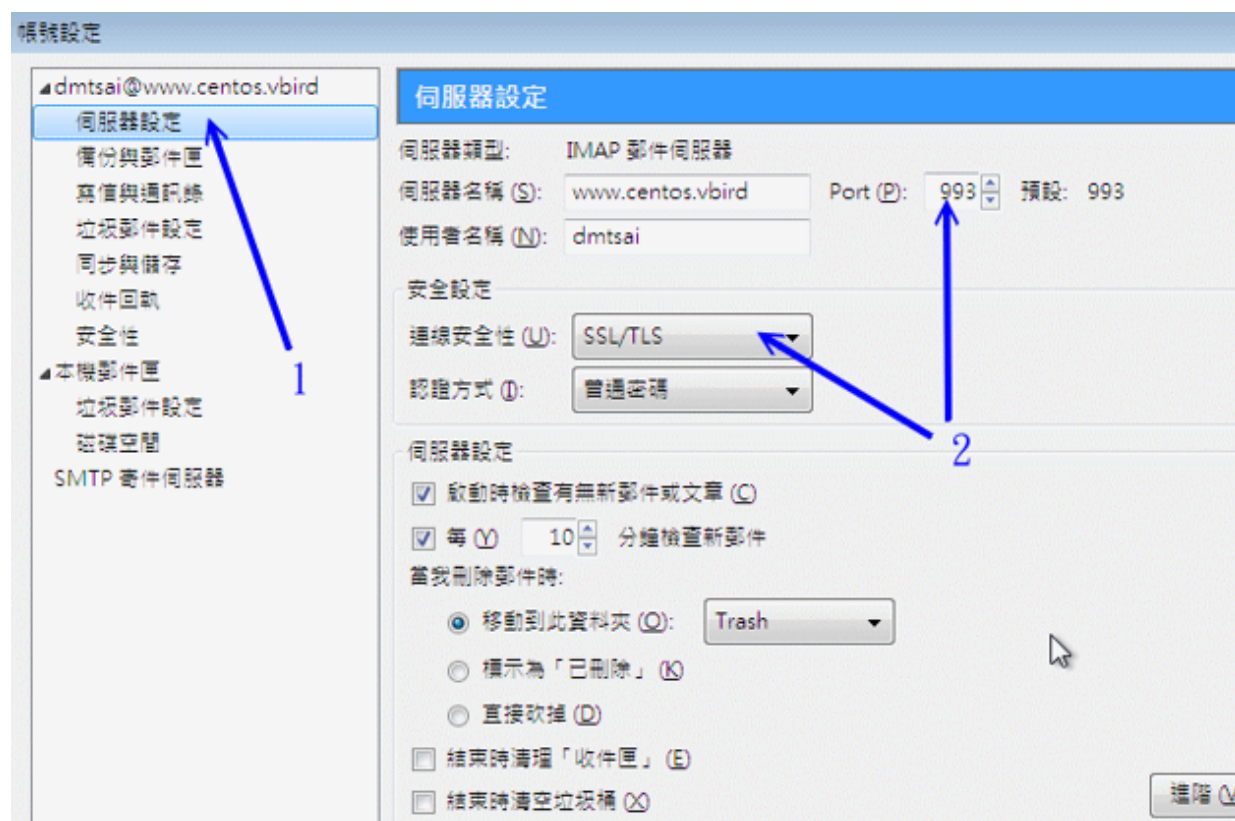 帳號設定
dmtsai@www.centos.vbird
伺服器設定
備份與郵件匣
寫信與通訊錄
垃圾郵件設定
同步與儲存
收件回執
安全性
本機郵件匣
垃圾郵件設定
磁碟空間
SMTP 寄件伺服器
1
伺服器設定
伺服器類型: IMAP 郵件伺服器
伺服器名稱 (S): www.centos.vbird Port (P): 993 預設: 993
使用者名稱 (N): dmtsai
安全設定
連線安全性 (U): SSL/TLS
認證方式 (I): 普通密碼
2
伺服器設定
啟動時檢查有無新郵件或文章 (C)
每 (Y) 10 分鐘檢查新郵件
當我刪除郵件時:
移動到此資料夾 (O): Trash
標示為「已刪除」 (K)
直接砍掉 (D)
結束時清理「收件匣」 (E)
結束時清空垃圾桶 (X)
進階 (V